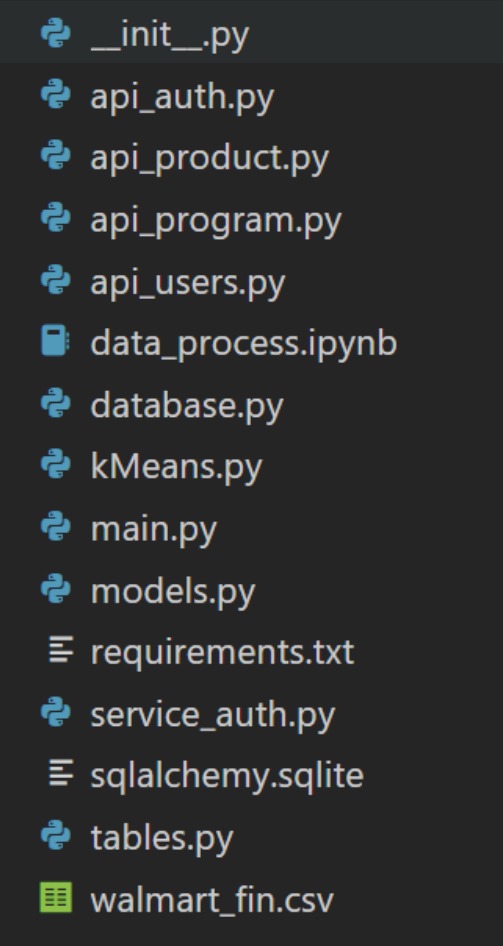 __init__.py
api_auth.py
api_product.py
api_program.py
api_users.py
data_process.ipynb
database.py
kMeans.py
main.py
models.py
requirements.txt
service_auth.py
sqlalchemy.sqlite
tables.py
walmart_fin.csv